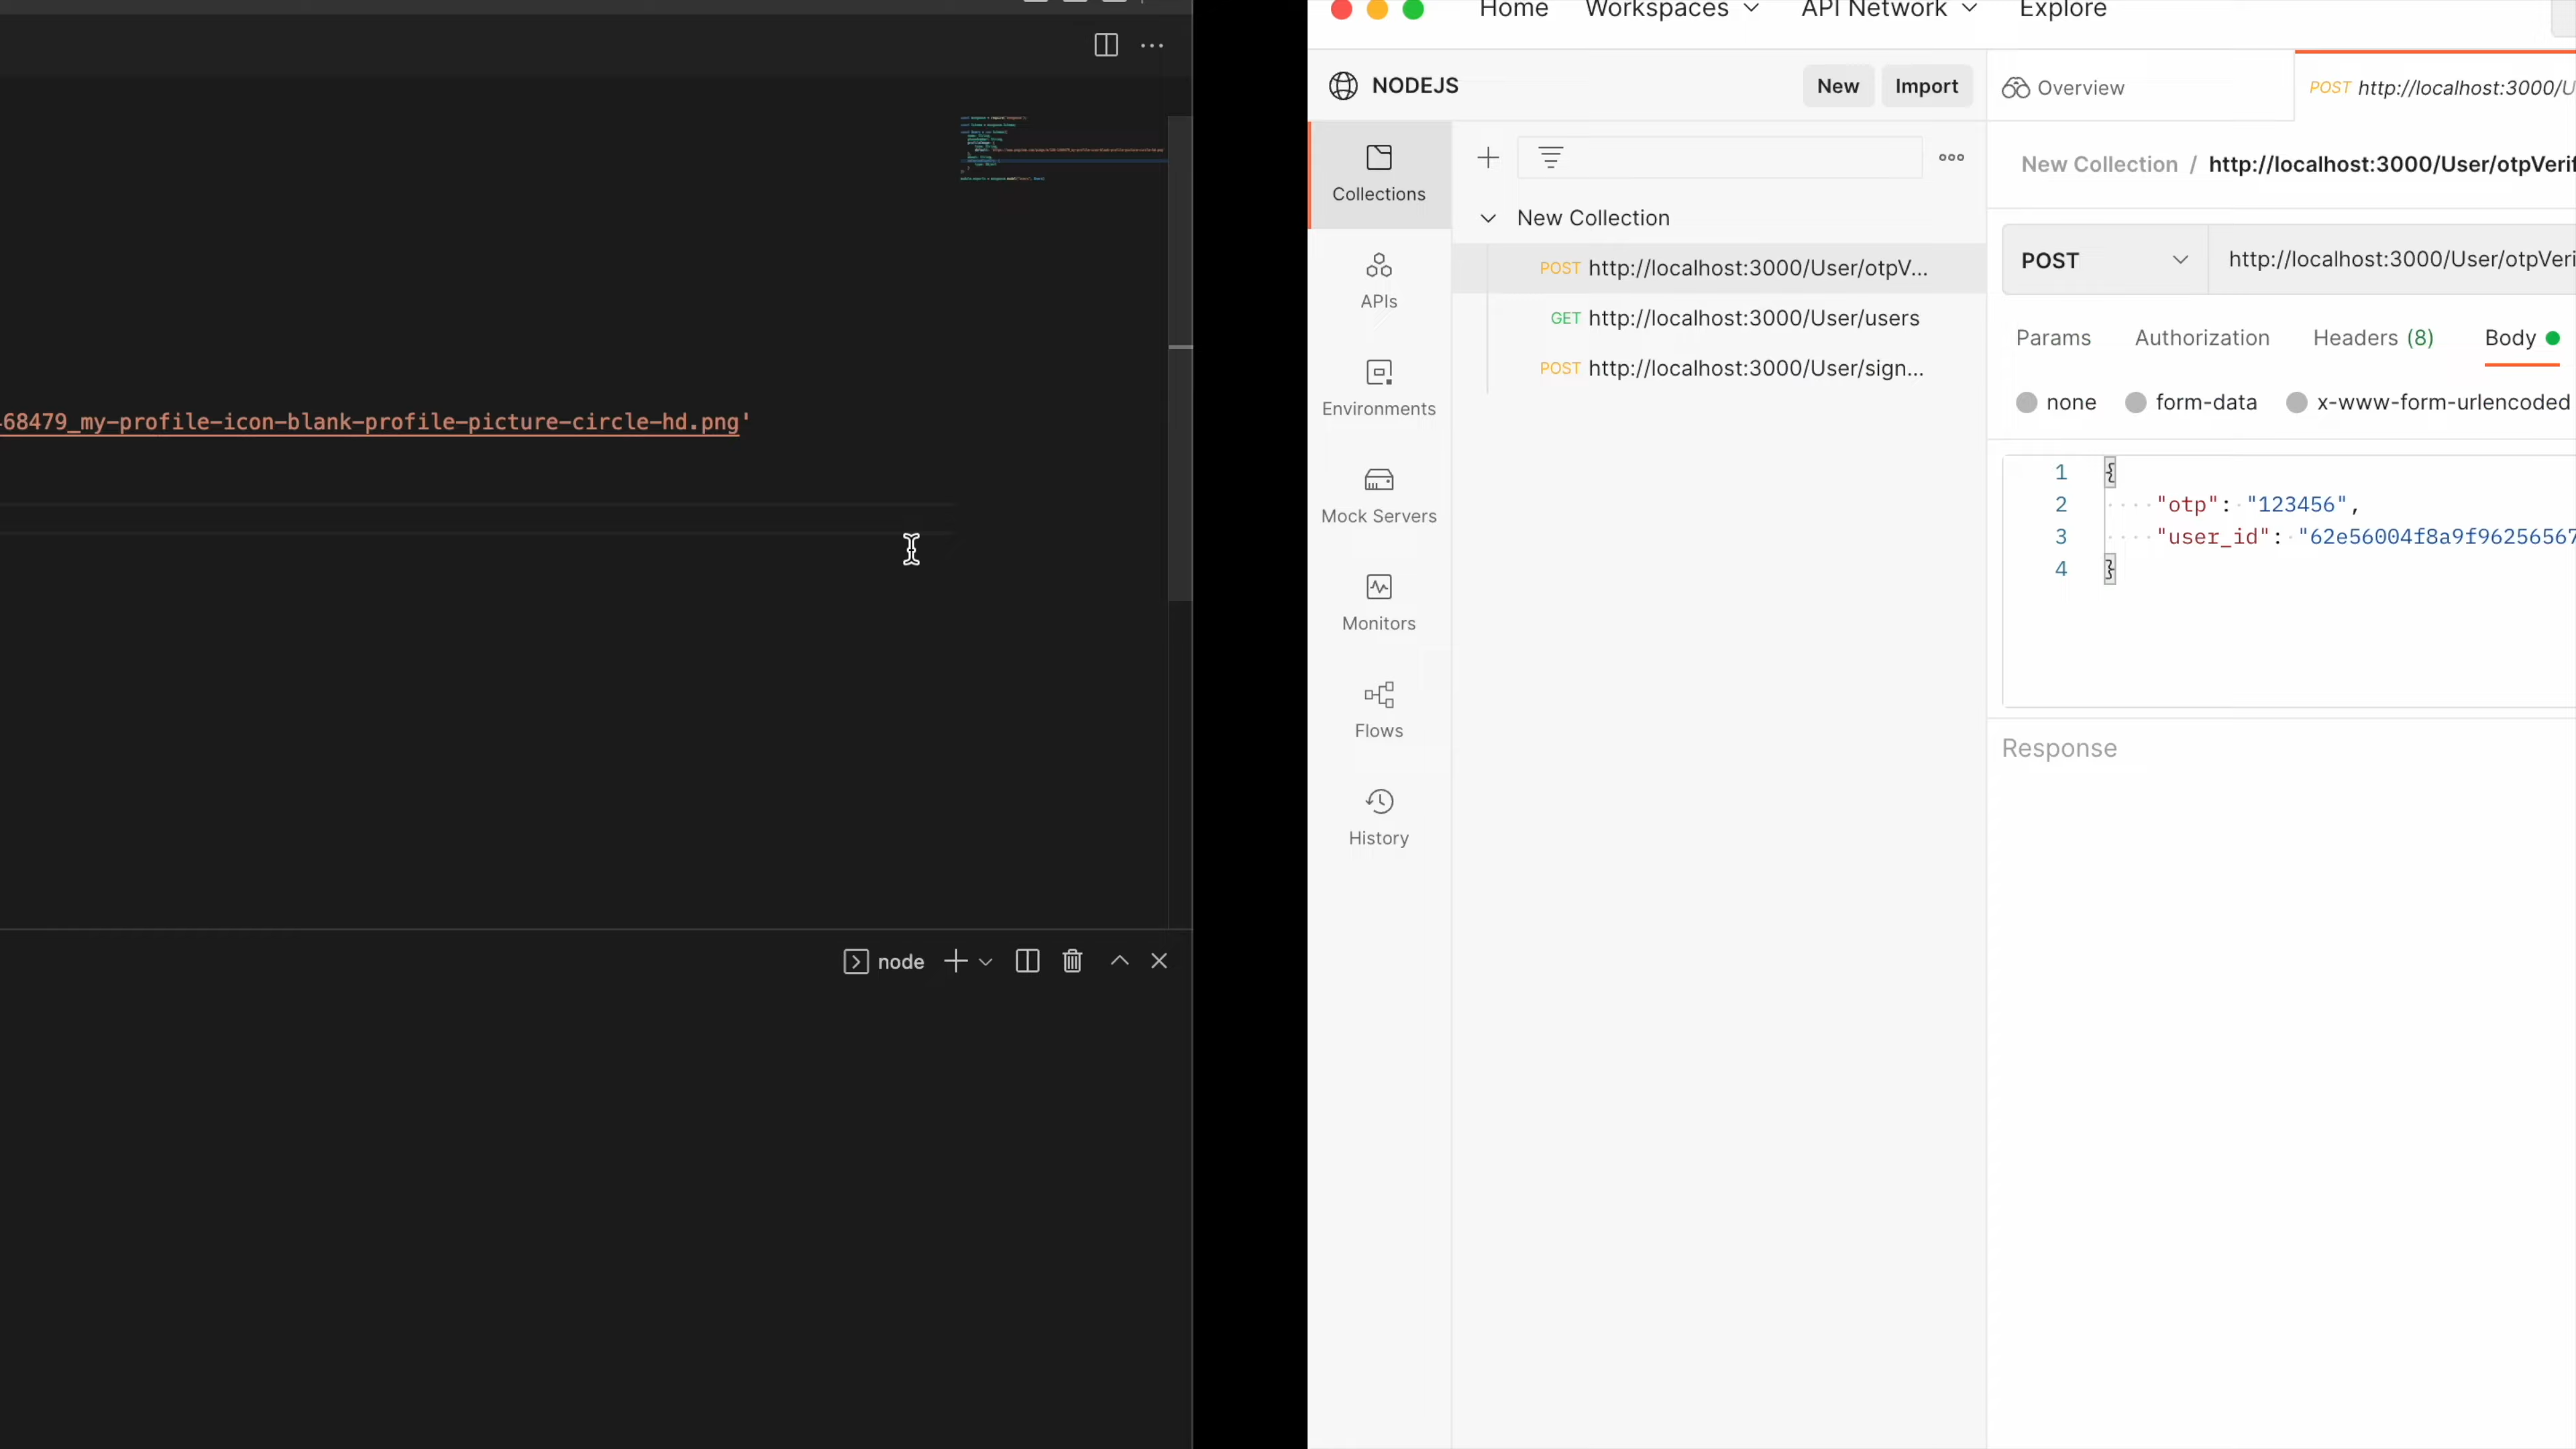 68479_my-profile-icon-blank-profile-picture-circle-hd.png'
node
Home Workspaces API Network Explore
NODEJS New Import
Overview
POST http://localhost:3000/U
Collections
APIs
Environments
Mock Servers
Monitors
Flows
History
New Collection
POST http://localhost:3000/User/otpV...
GET http://localhost:3000/User/users
POST http://localhost:3000/User/sign...
New Collection / http://localhost:3000/User/otpVerif
POST http://localhost:3000/User/otpVeri
Params Authorization Headers (8) Body
none form-data x-www-form-urlencoded
1 {
2 "otp": "123456",
3 "user_id": "62e56004f8a9f96256567
4 }
Response